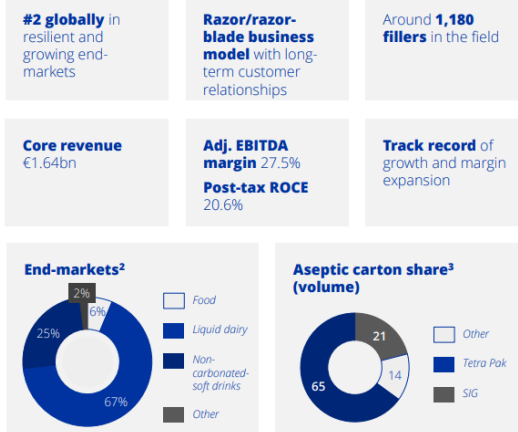 #2 globally in
resilient and
growing end-
markets
Razor/razor-
blade business
model with long-
term customer
relationships
Around 1,180
fillers in the field
Core revenue
€1.64bn
Adj. EBITDA
margin 27.5%
Post-tax ROCE
20.6%
Track record of
growth and margin
expansion
End-markets²
2%
6%
25%
67%
Food
Liquid dairy
Non-
carbonated-
soft drinks
Other
Aseptic carton share³
(volume)
21
14
65
Other
Tetra Pak
SIG